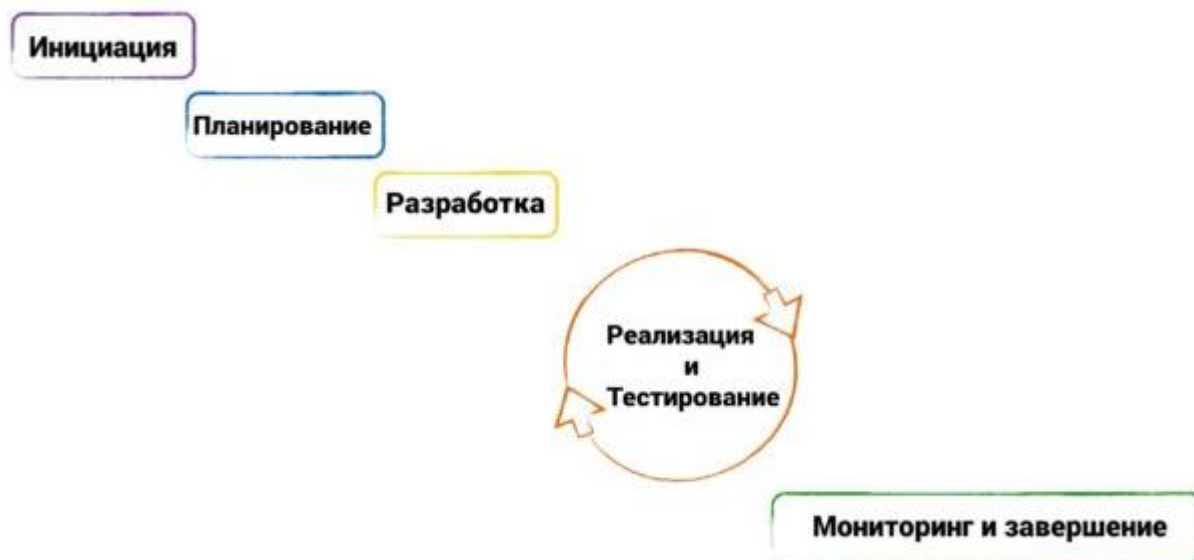 Инициация
Планирование
Разработка
Реализация
и
Тестирование
Мониторинг и завершение